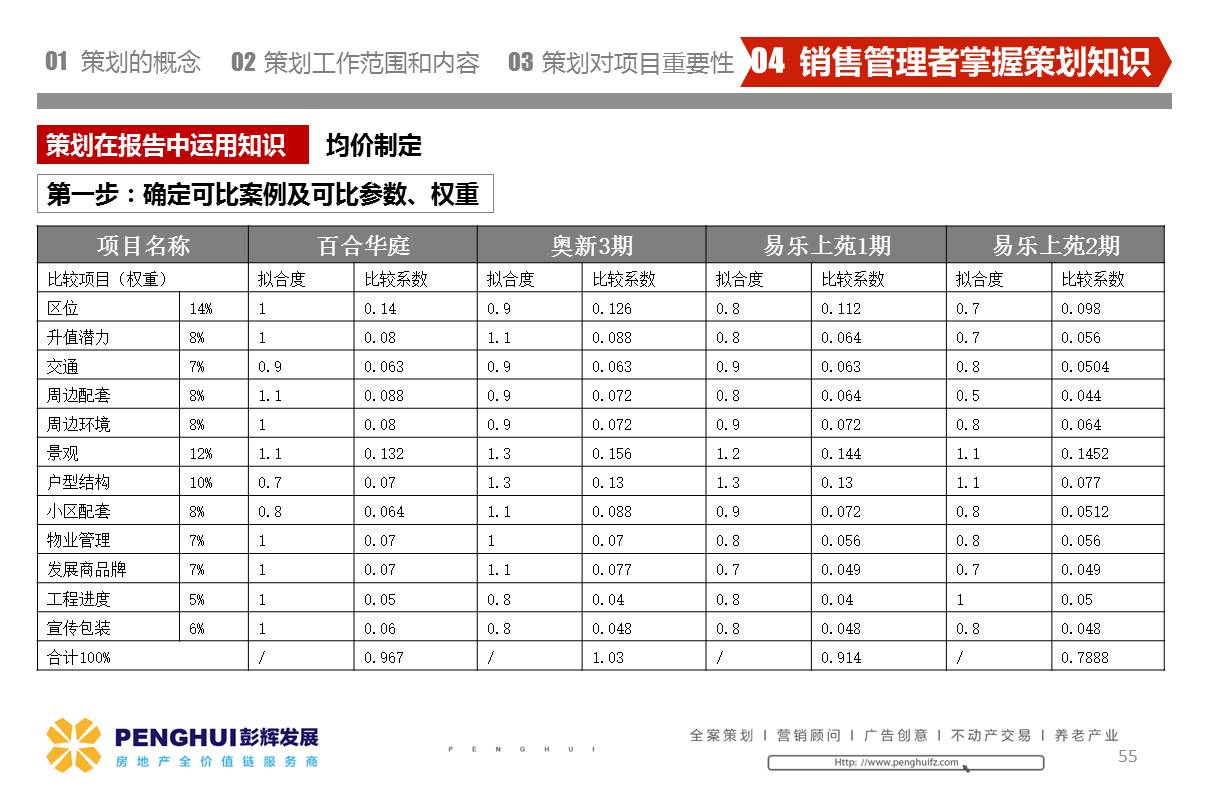 01 策划的概念 02 策划工作范围和内容 03 策划对项目重要性 04 销售管理者掌握策划知识
策划在报告中运用知识 均价制定
第一步：确定可比案例及可比参数、权重
项目名称 百合华庭 奥新3期 易乐上苑1期 易乐上苑2期
比较项目（权重） 拟合度 比较系数 拟合度 比较系数 拟合度 比较系数 拟合度 比较系数
区位 14% 1 0.14 0.9 0.126 0.8 0.112 0.7 0.098
升值潜力 8% 1 0.08 1.1 0.088 0.8 0.064 0.7 0.056
交通 7% 0.9 0.063 0.9 0.063 0.9 0.063 0.8 0.0504
周边配套 8% 1.1 0.088 0.9 0.072 0.8 0.064 0.5 0.044
周边环境 8% 1 0.08 0.9 0.072 0.9 0.072 0.8 0.064
景观 12% 1.1 0.132 1.3 0.156 1.2 0.144 1.1 0.1452
户型结构 10% 0.7 0.07 1.3 0.13 1.3 0.13 1.1 0.077
小区配套 8% 0.8 0.064 1.1 0.088 0.9 0.072 0.8 0.0512
物业管理 7% 1 0.07 1 0.07 0.8 0.056 0.8 0.056
发展商品牌 7% 1 0.07 1.1 0.077 0.7 0.049 0.7 0.049
工程进度 5% 1 0.05 0.8 0.04 0.8 0.04 1 0.05
宣传包装 6% 1 0.06 0.8 0.048 0.8 0.048 0.8 0.048
合计100% / 0.967 / 1.03 / 0.914 / 0.7888
PENGHUI彭辉发展
房地产全价值链服务商
PENGHUI
全案策划 I 营销顾问 I 广告创意 I 不动产交易 I 养老产业
Http: //www.penghuifz.com
55